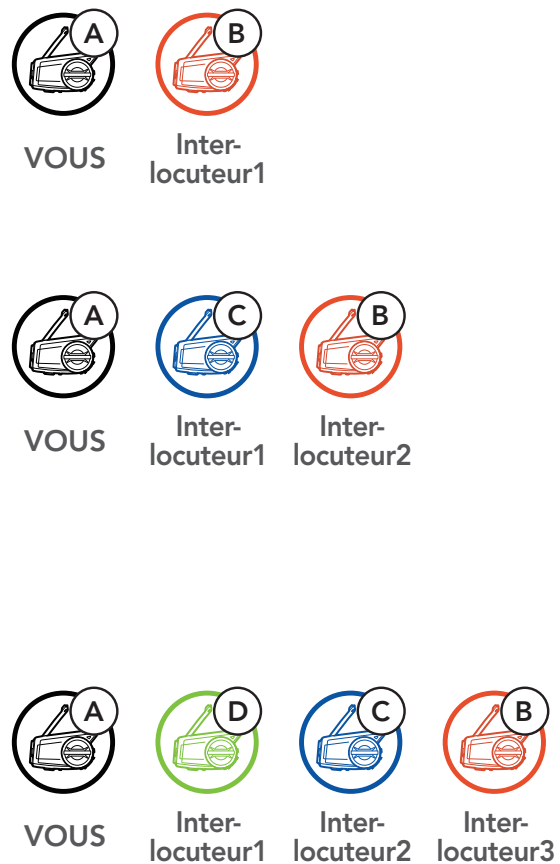 A B
VOUS Inter-
locuteur1
A C B
VOUS Inter- Inter-
locuteur1 locuteur2
A D C B
VOUS Inter- Inter- Inter-
locuteur1 locuteur2 locuteur3